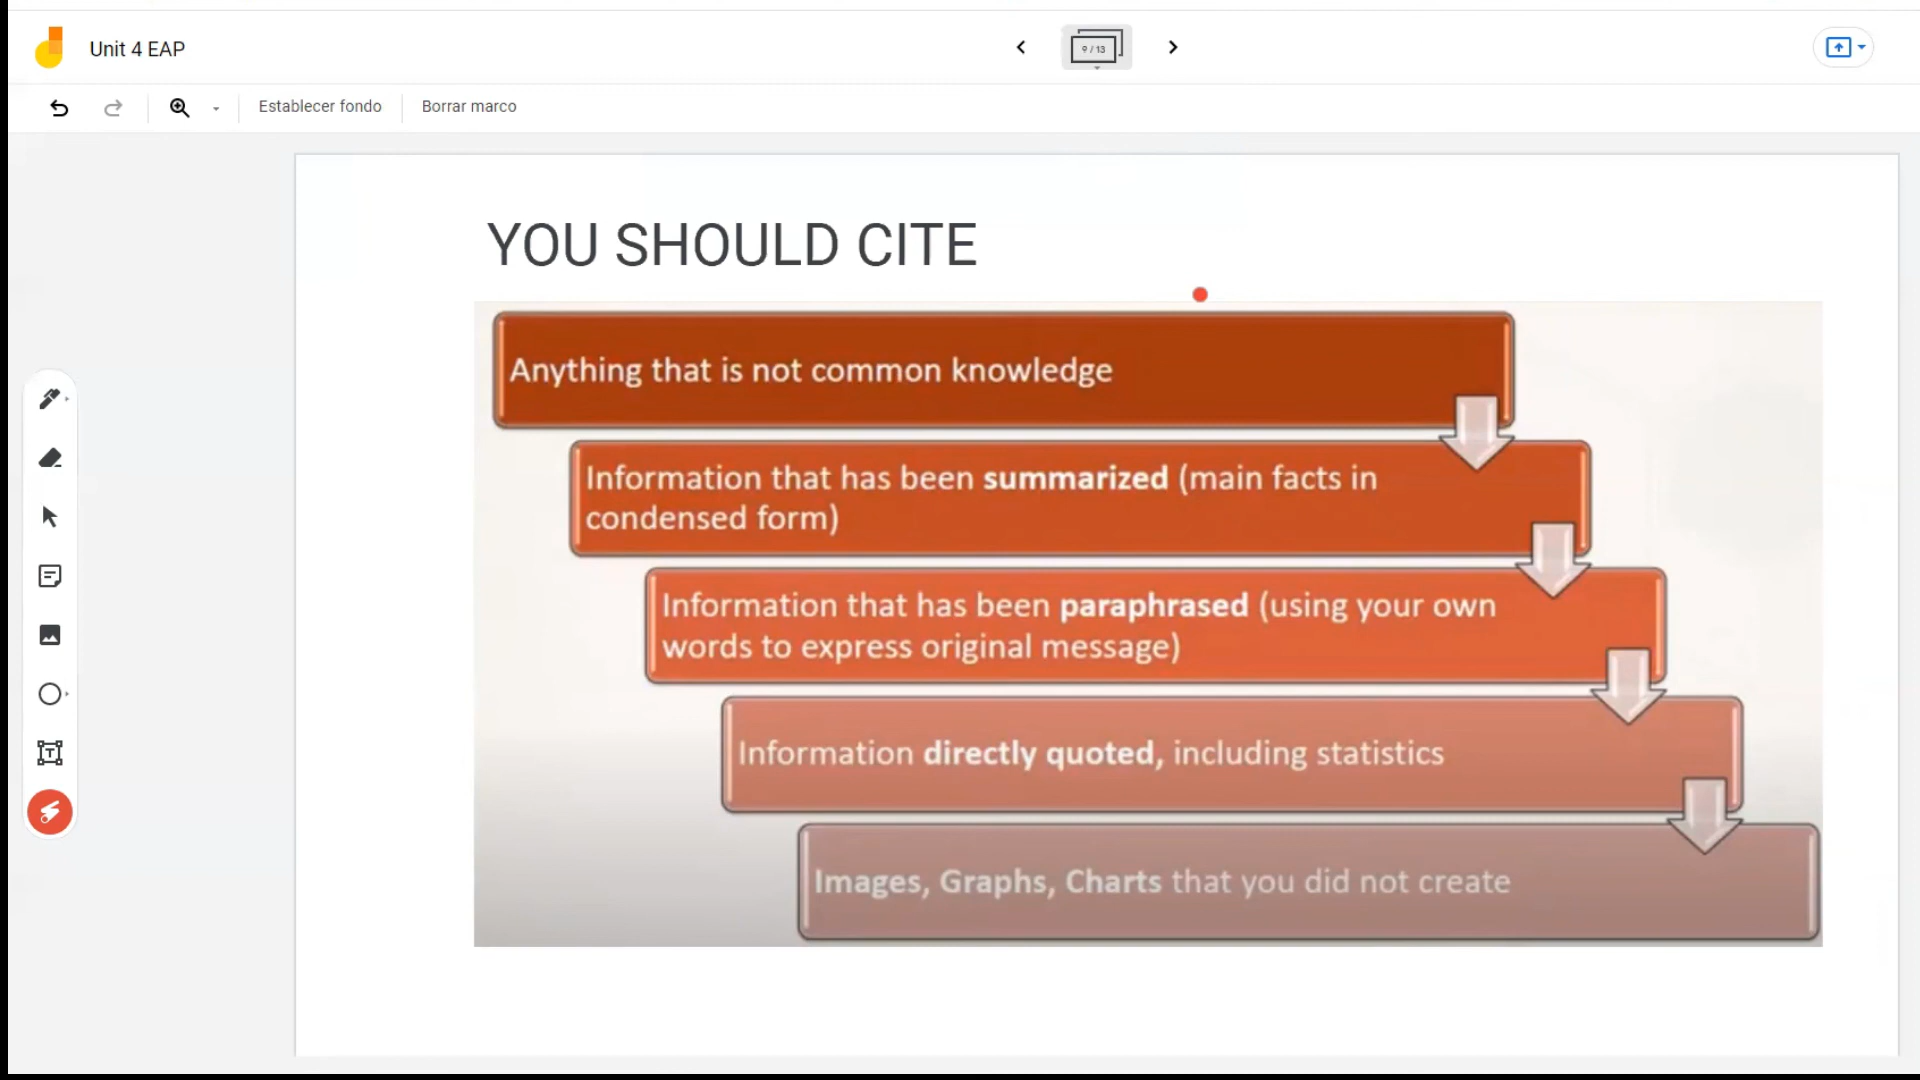 Unit 4 EAP
9 / 13
Establecer fondo
Borrar marco
YOU SHOULD CITE
Anything that is not common knowledge
Information that has been summarized (main facts in
condensed form)
Information that has been paraphrased (using your own
words to express original message)
Information directly quoted, including statistics
Images, Graphs, Charts that you did not create